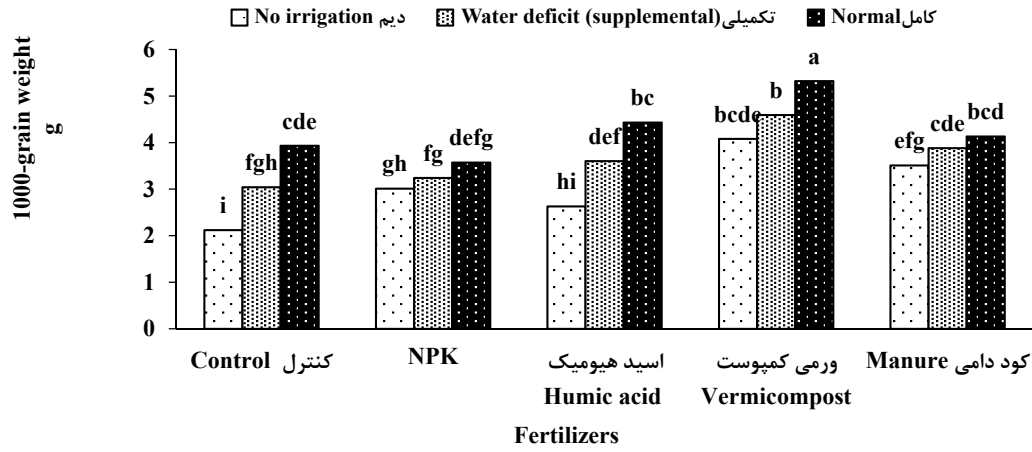 No irrigation دیم Water deficit (supplemental)تکمیلی Normalکامل
1000-grain weight
g
6
5
4
3
2
1
0
i fgh cde
gh fg defg
hi def bc
bcde b a
efg cde bcd
Control کنترل
NPK
اسید هیومیک
Humic acid
ورمی کمپوست
Vermicompost
Manure کود دامی
Fertilizers